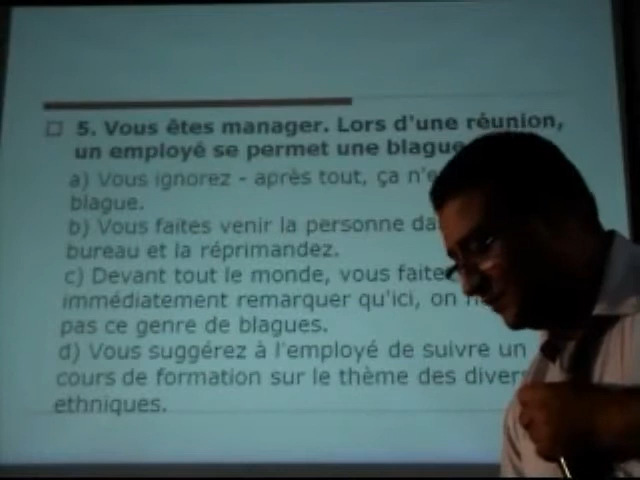 5. Vous êtes manager. Lors d'une réunion,
un employé se permet une blague
a) Vous ignorez - après tout, ça
blague.
b) Vous faites venir la personne
bureau et la réprimandez.
c) Devant tout le monde, vous
immédiatement remarquer qu'ici, on
pas ce genre de blagues.
d) Vous suggérez à l'employé de suivre un
cours de formation sur le thème des
ethniques.